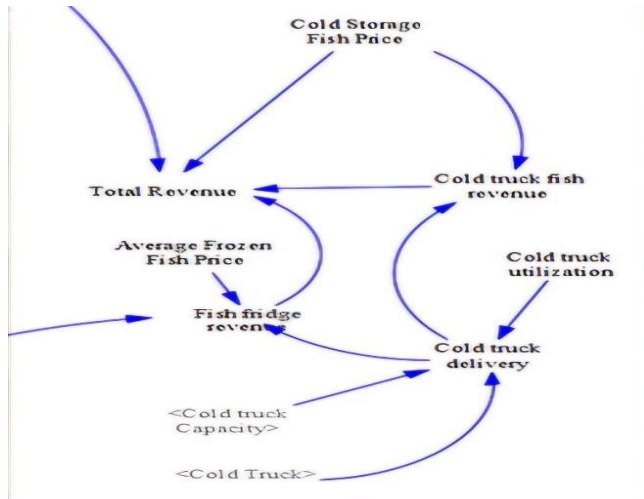 Cold Storage
Fish Price
Total Revenue
Cold truck fish
revenue
Average Frozen
Fish Price
Cold truck
utilization
Fish fridge
revenue
Cold truck
delivery
<Cold truck
Capacity>
<Cold Truck>